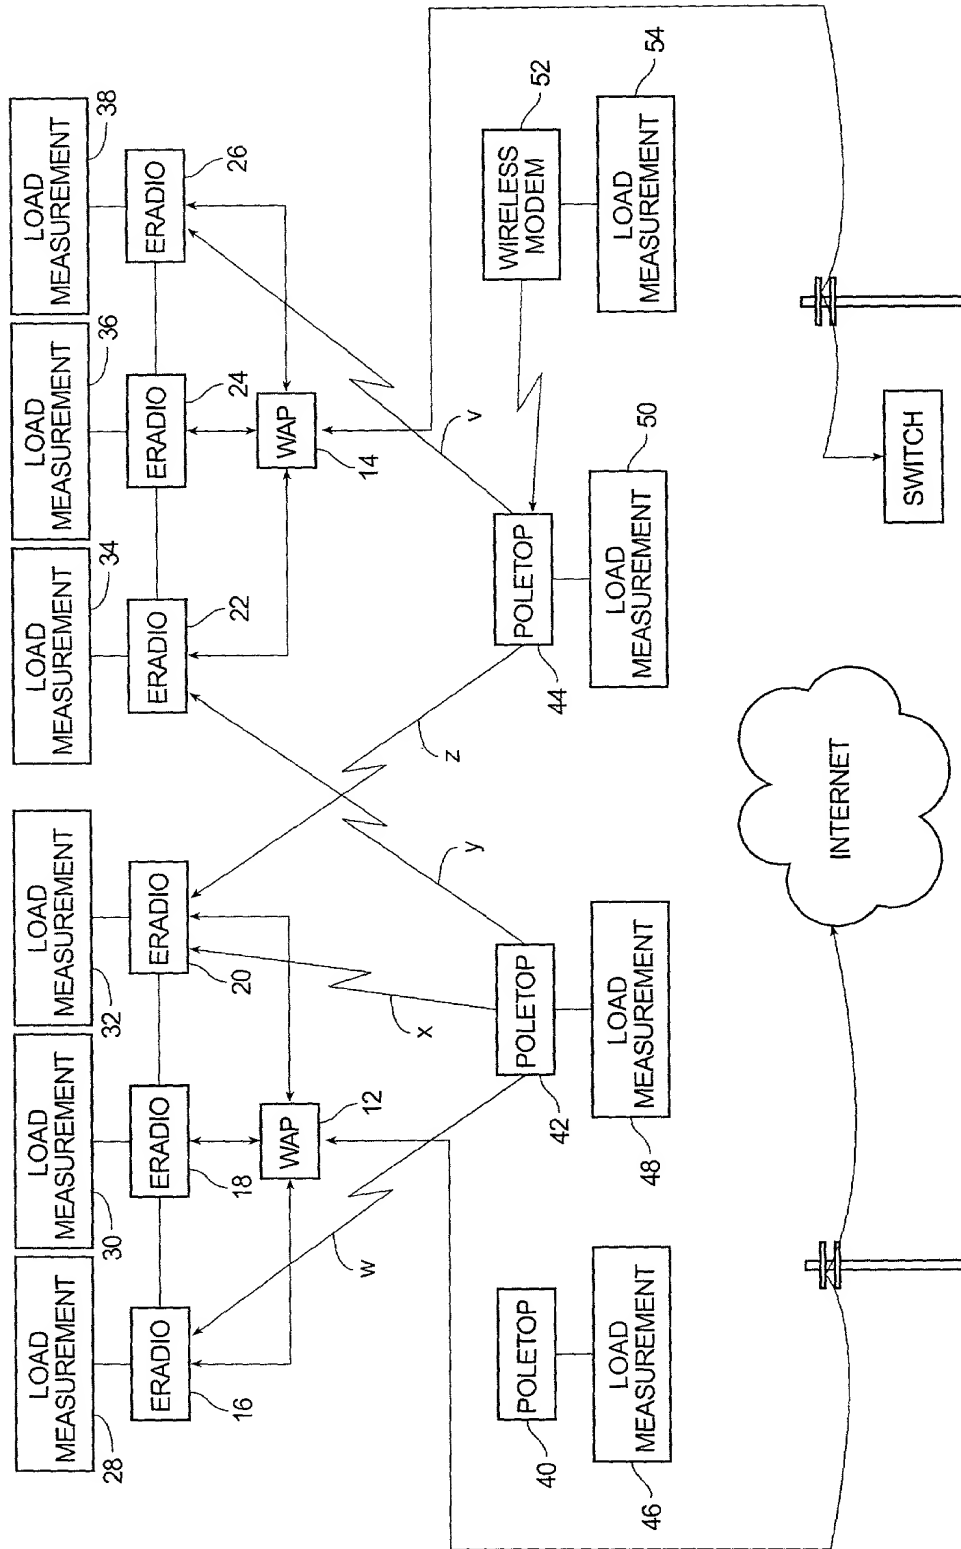 LOAD
MEASUREMENT
28
LOAD
MEASUREMENT
30
LOAD
MEASUREMENT
32
LOAD
MEASUREMENT
34
LOAD
MEASUREMENT
36
LOAD
MEASUREMENT
38
ERADIO
16
ERADIO
18
ERADIO
20
ERADIO
22
ERADIO
24
ERADIO
26
WAP
12
WAP
14
w
x
y
z
v
POLETOP
40
POLETOP
42
POLETOP
44
WIRELESS
MODEM
52
LOAD
MEASUREMENT
46
LOAD
MEASUREMENT
48
LOAD
MEASUREMENT
50
LOAD
MEASUREMENT
54
INTERNET
SWITCH